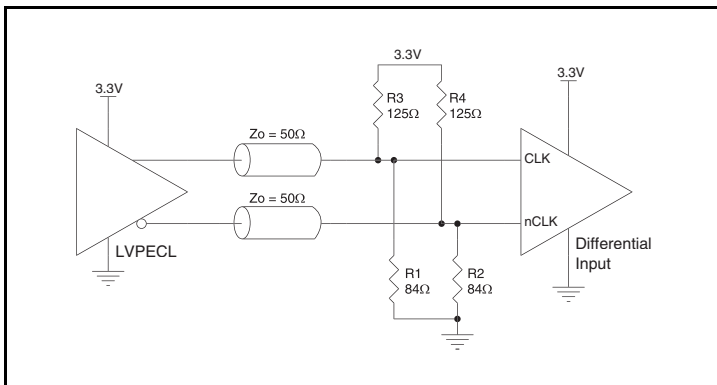 3.3V
3.3V
3.3V
R3
125Ω
R4
125Ω
Zo = 50Ω
CLK
Zo = 50Ω
nCLK
LVPECL
Differential
Input
R1
84Ω
R2
84Ω